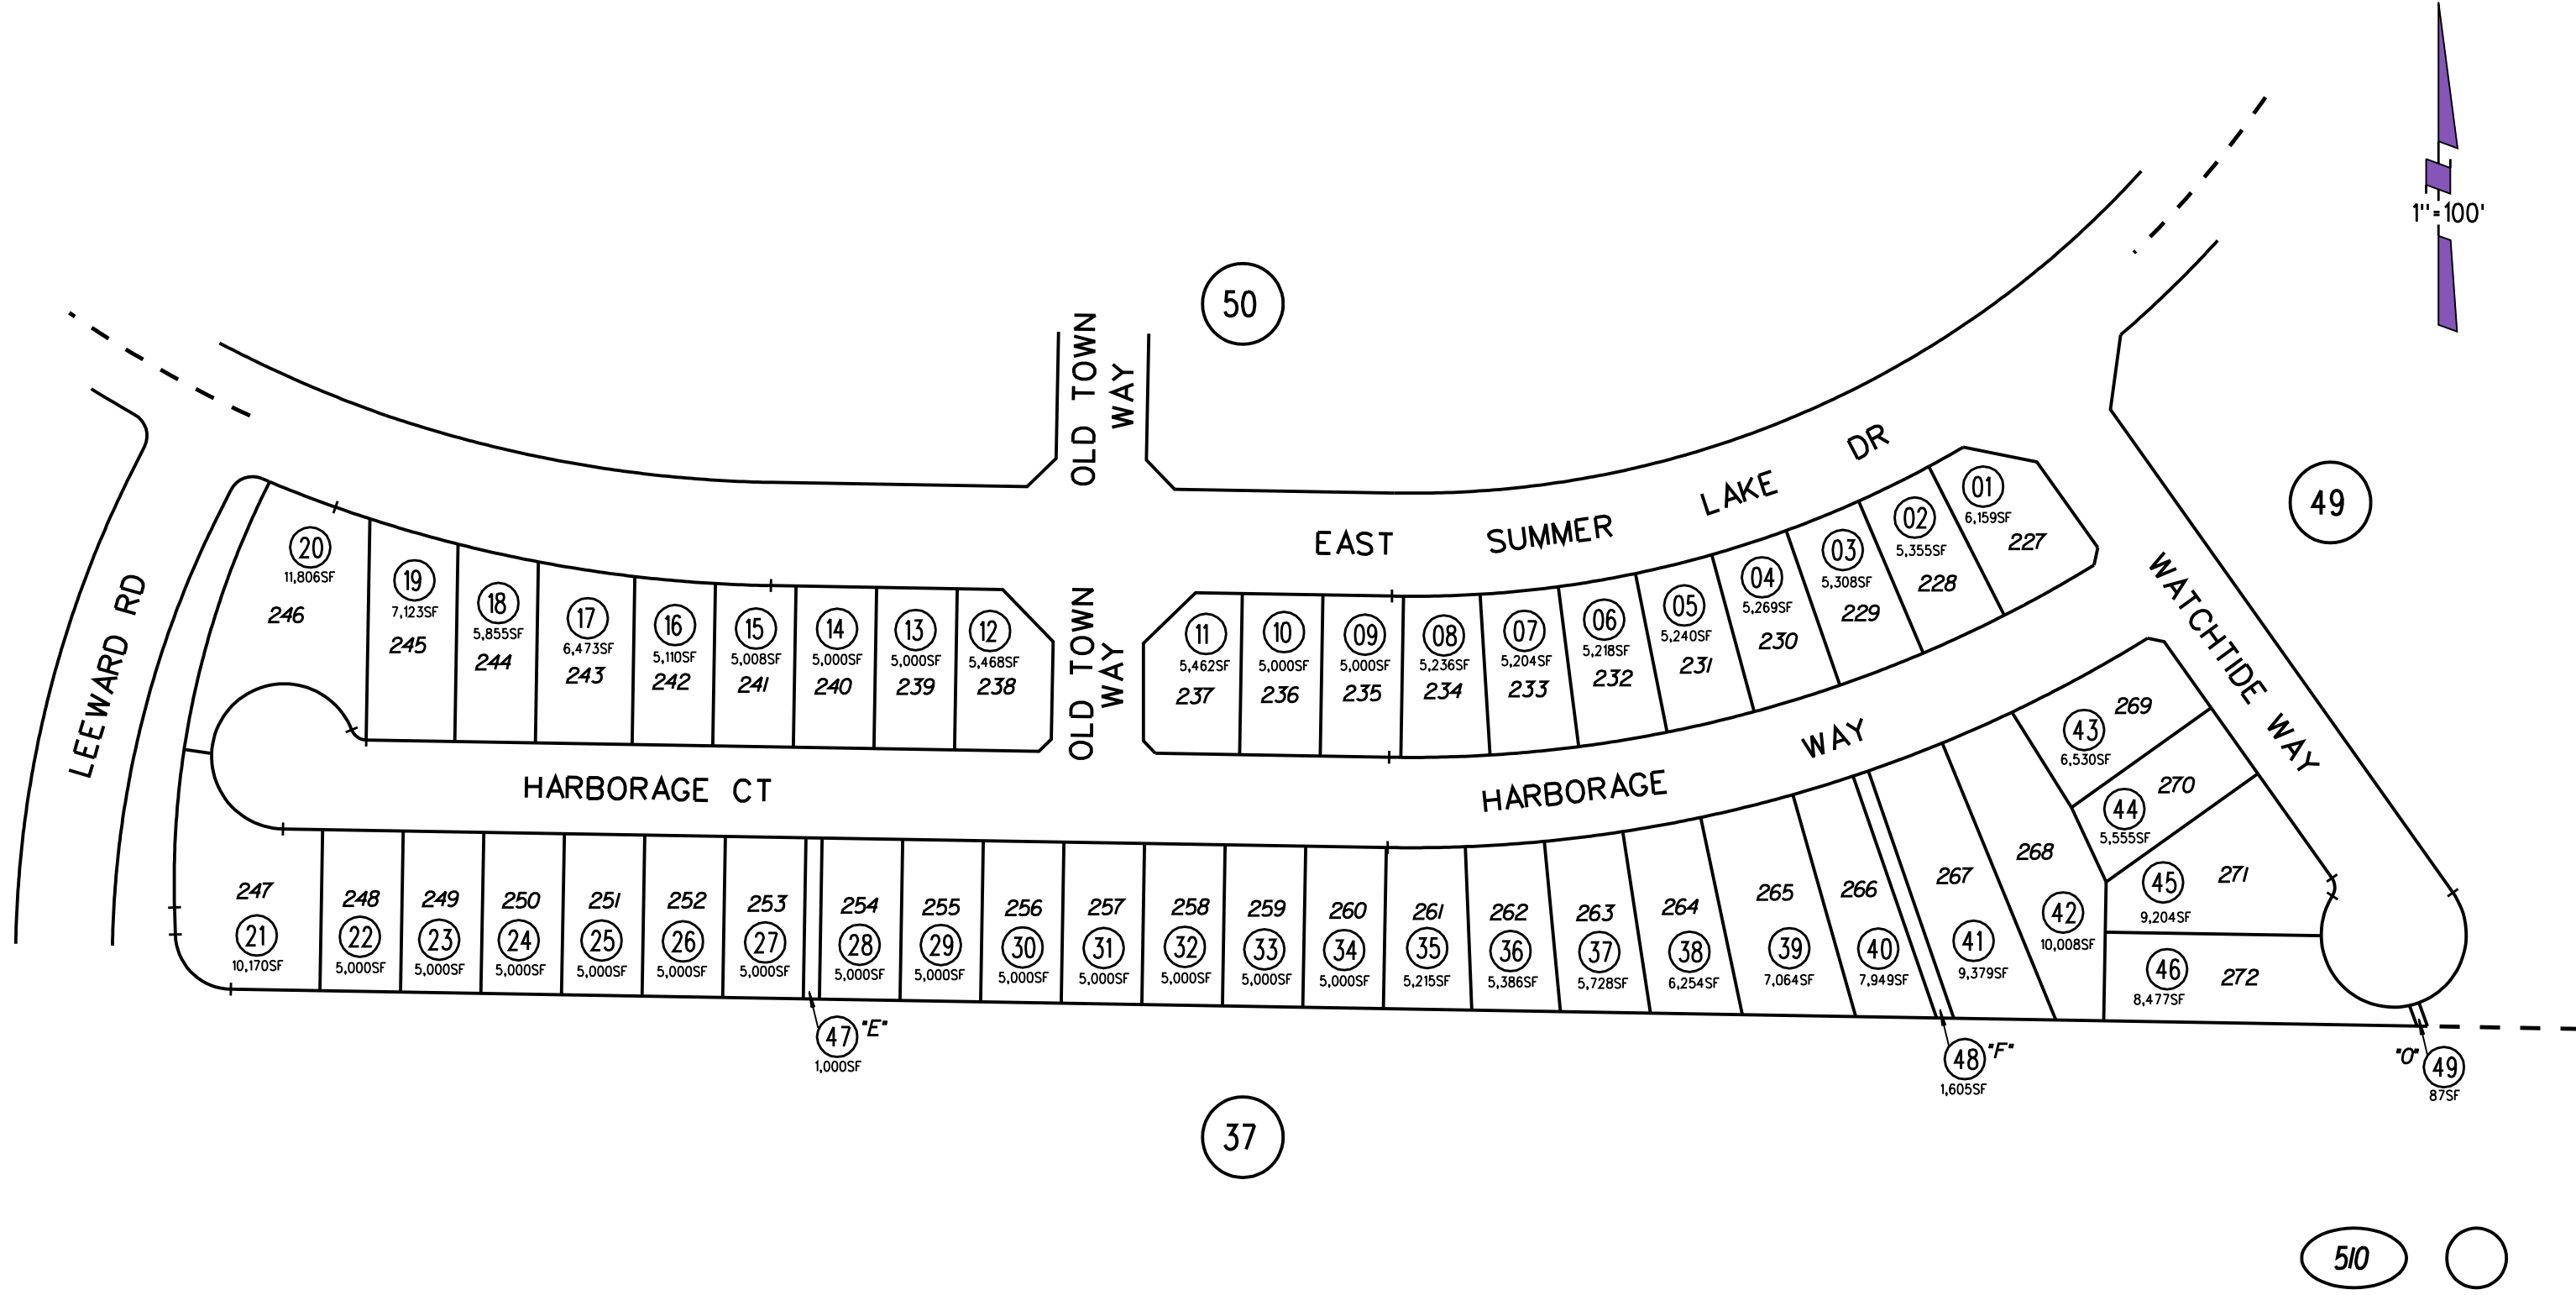 1"=100'
50
OLD TOWN
WAY
49
EAST SUMMER LAKE DR
LEEWARD RD
WATCHTIDE WAY
20
11,806SF
246
19
7,123SF
245
18
5,855SF
244
17
6,473SF
243
16
5,110SF
242
15
5,008SF
241
14
5,000SF
240
13
5,000SF
239
12
5,468SF
238
OLD TOWN
WAY
11
5,462SF
237
10
5,000SF
236
09
5,000SF
235
08
5,236SF
234
07
5,204SF
233
06
5,218SF
232
05
5,240SF
231
04
5,269SF
230
03
5,308SF
229
02
5,355SF
228
01
6,159SF
227
HARBORAGE CT
HARBORAGE WAY
247
21
10,170SF
248
22
5,000SF
249
23
5,000SF
250
24
5,000SF
251
25
5,000SF
252
26
5,000SF
253
27
5,000SF
254
28
5,000SF
255
29
5,000SF
256
30
5,000SF
257
31
5,000SF
258
32
5,000SF
259
33
5,000SF
260
34
5,000SF
261
35
5,215SF
262
36
5,386SF
263
37
5,728SF
264
38
6,254SF
265
39
7,064SF
266
40
7,949SF
267
41
9,379SF
268
42
10,008SF
269
43
6,530SF
270
44
5,555SF
271
45
9,204SF
272
46
8,477SF
47 "E"
1,000SF
48 "F"
1,605SF
"O" 49
87SF
37
510